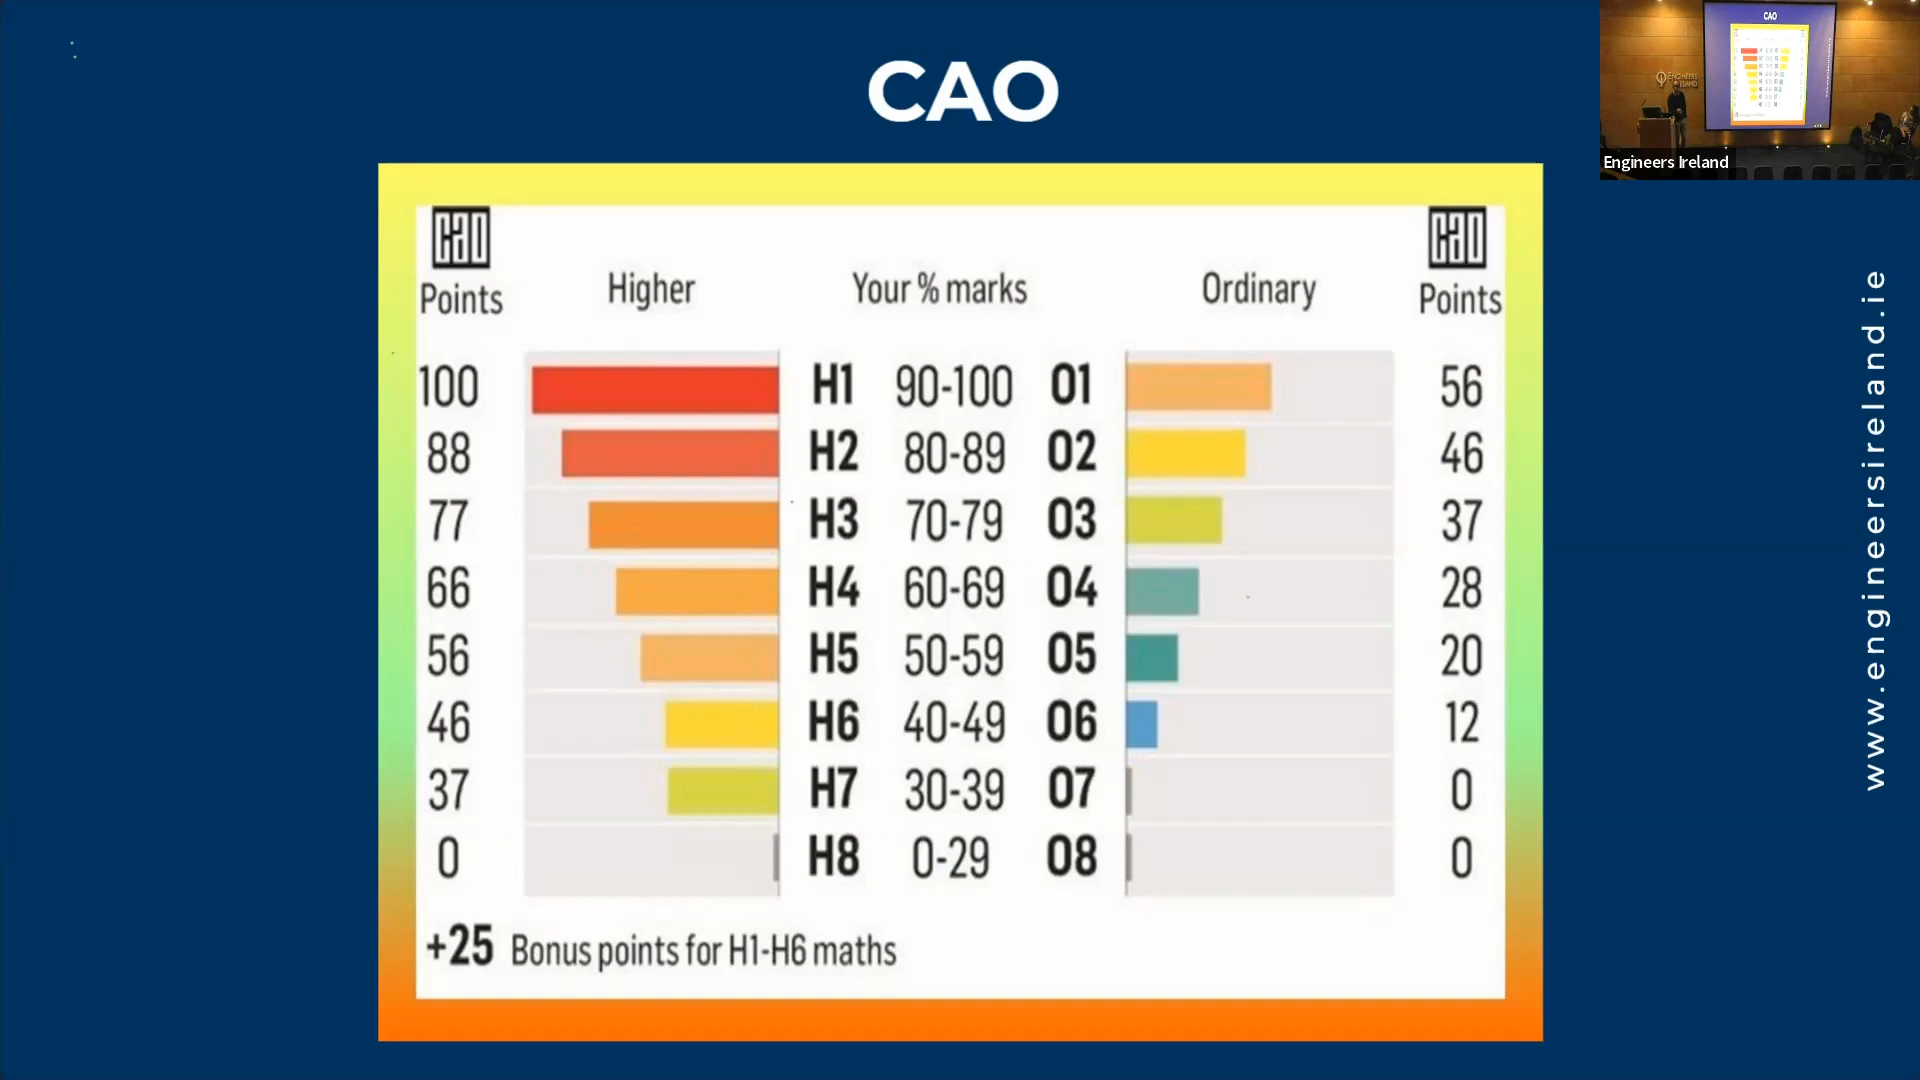 CAO
CAO
ENGINEERS
IRELAND
Engineers Ireland
cao
cao
Points
Higher
Your % marks
Ordinary
Points
100 H1 90-100 O1 56
88 H2 80-89 O2 46
77 H3 70-79 O3 37
66 H4 60-69 O4 28
56 H5 50-59 O5 20
46 H6 40-49 O6 12
37 H7 30-39 O7 0
0 H8 0-29 O8 0
+25 Bonus points for H1-H6 maths
www.engineersireland.ie